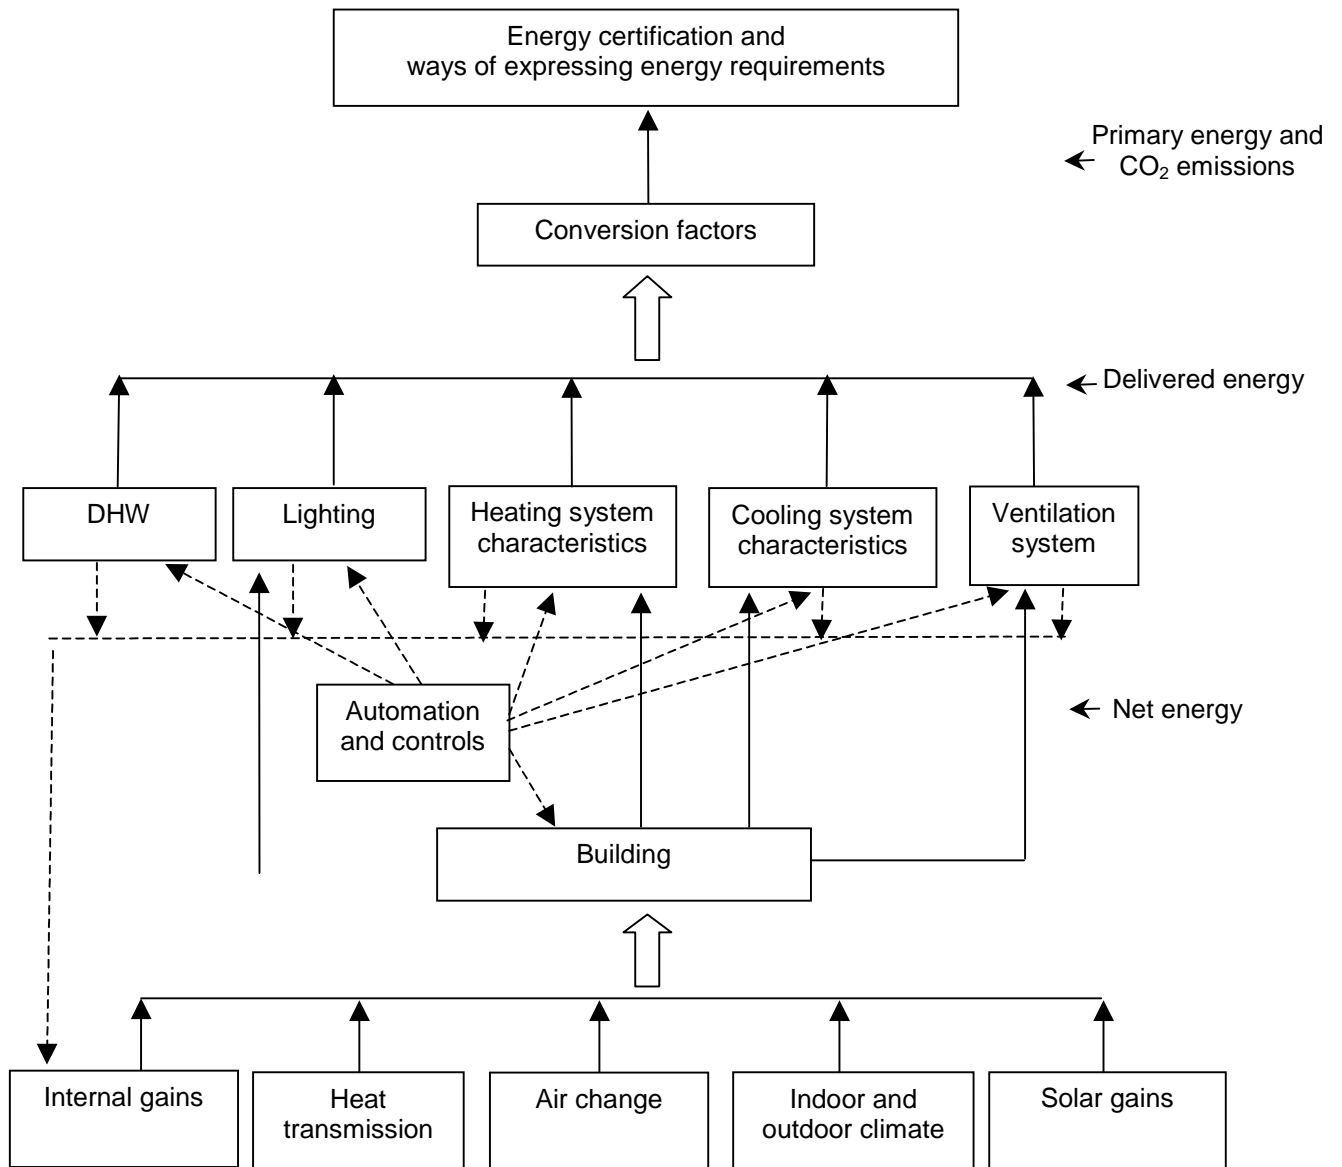 Energy certification and
ways of expressing energy requirements
Primary energy and
CO₂ emissions
Conversion factors
Delivered energy
DHW
Lighting
Heating system
characteristics
Cooling system
characteristics
Ventilation
system
Automation
and controls
Net energy
Building
Internal gains
Heat
transmission
Air change
Indoor and
outdoor climate
Solar gains